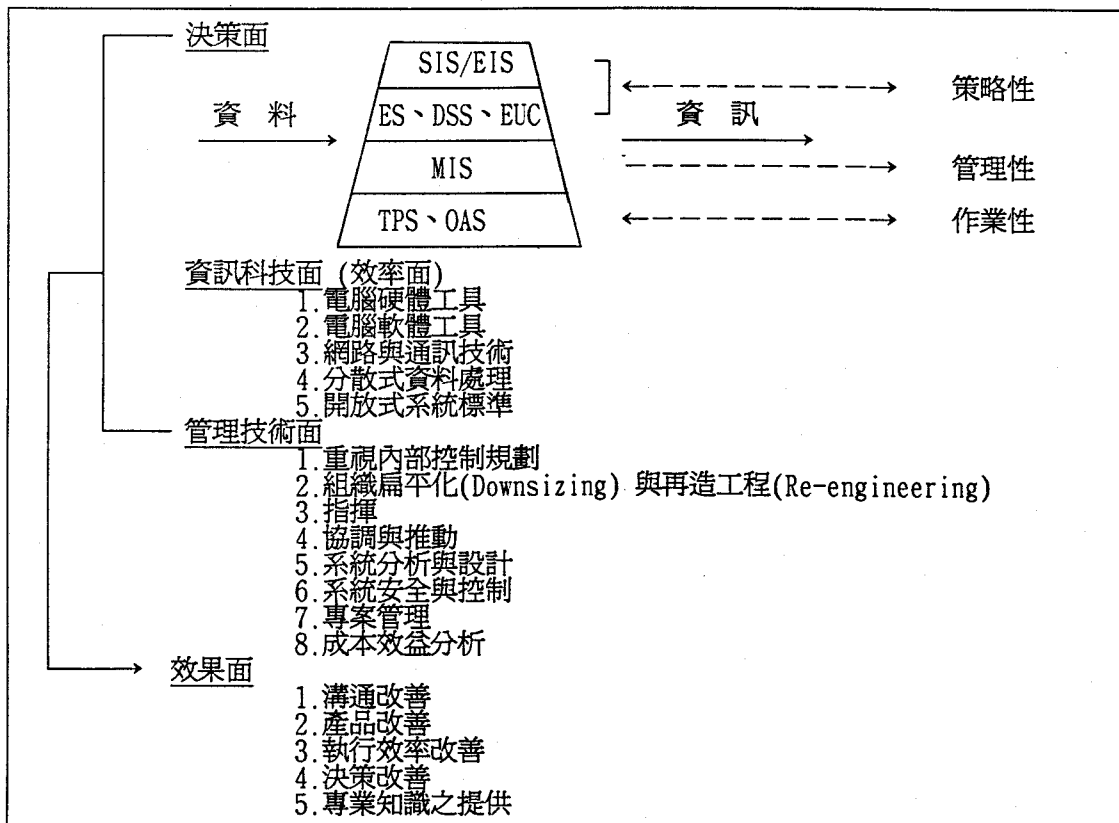 決策面
SIS/EIS
策略性
資 料
ES、DSS、EUC
資 訊
MIS
管理性
TPS、OAS
作業性
資訊科技面 (效率面)
1.電腦硬體工具
2.電腦軟體工具
3.網路與通訊技術
4.分散式資料處理
5.開放式系統標準
管理技術面
1.重視內部控制規劃
2.組織扁平化(Downsizing) 與再造工程(Re-engineering)
3.指揮
4.協調與推動
5.系統分析與設計
6.系統安全與控制
7.專案管理
8.成本效益分析
效果面
1.溝通改善
2.產品改善
3.執行效率改善
4.決策改善
5.專業知識之提供